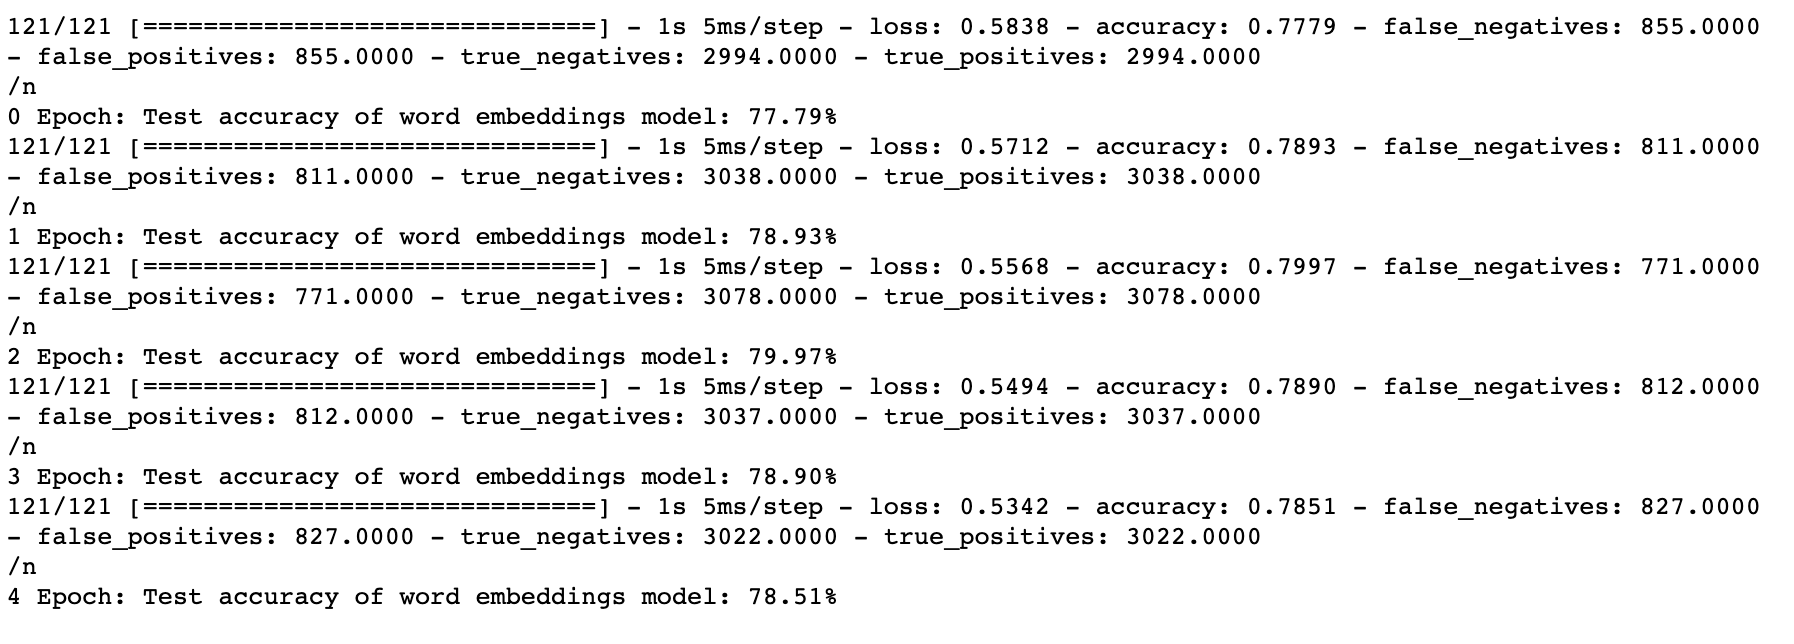 121/121 [==============================] - 1s 5ms/step - loss: 0.5838 - accuracy: 0.7779 - false_negatives: 855.0000
- false_positives: 855.0000 - true_negatives: 2994.0000 - true_positives: 2994.0000
/n
0 Epoch: Test accuracy of word embeddings model: 77.79%
121/121 [==============================] - 1s 5ms/step - loss: 0.5712 - accuracy: 0.7893 - false_negatives: 811.0000
- false_positives: 811.0000 - true_negatives: 3038.0000 - true_positives: 3038.0000
/n
1 Epoch: Test accuracy of word embeddings model: 78.93%
121/121 [==============================] - 1s 5ms/step - loss: 0.5568 - accuracy: 0.7997 - false_negatives: 771.0000
- false_positives: 771.0000 - true_negatives: 3078.0000 - true_positives: 3078.0000
/n
2 Epoch: Test accuracy of word embeddings model: 79.97%
121/121 [==============================] - 1s 5ms/step - loss: 0.5494 - accuracy: 0.7890 - false_negatives: 812.0000
- false_positives: 812.0000 - true_negatives: 3037.0000 - true_positives: 3037.0000
/n
3 Epoch: Test accuracy of word embeddings model: 78.90%
121/121 [==============================] - 1s 5ms/step - loss: 0.5342 - accuracy: 0.7851 - false_negatives: 827.0000
- false_positives: 827.0000 - true_negatives: 3022.0000 - true_positives: 3022.0000
/n
4 Epoch: Test accuracy of word embeddings model: 78.51%